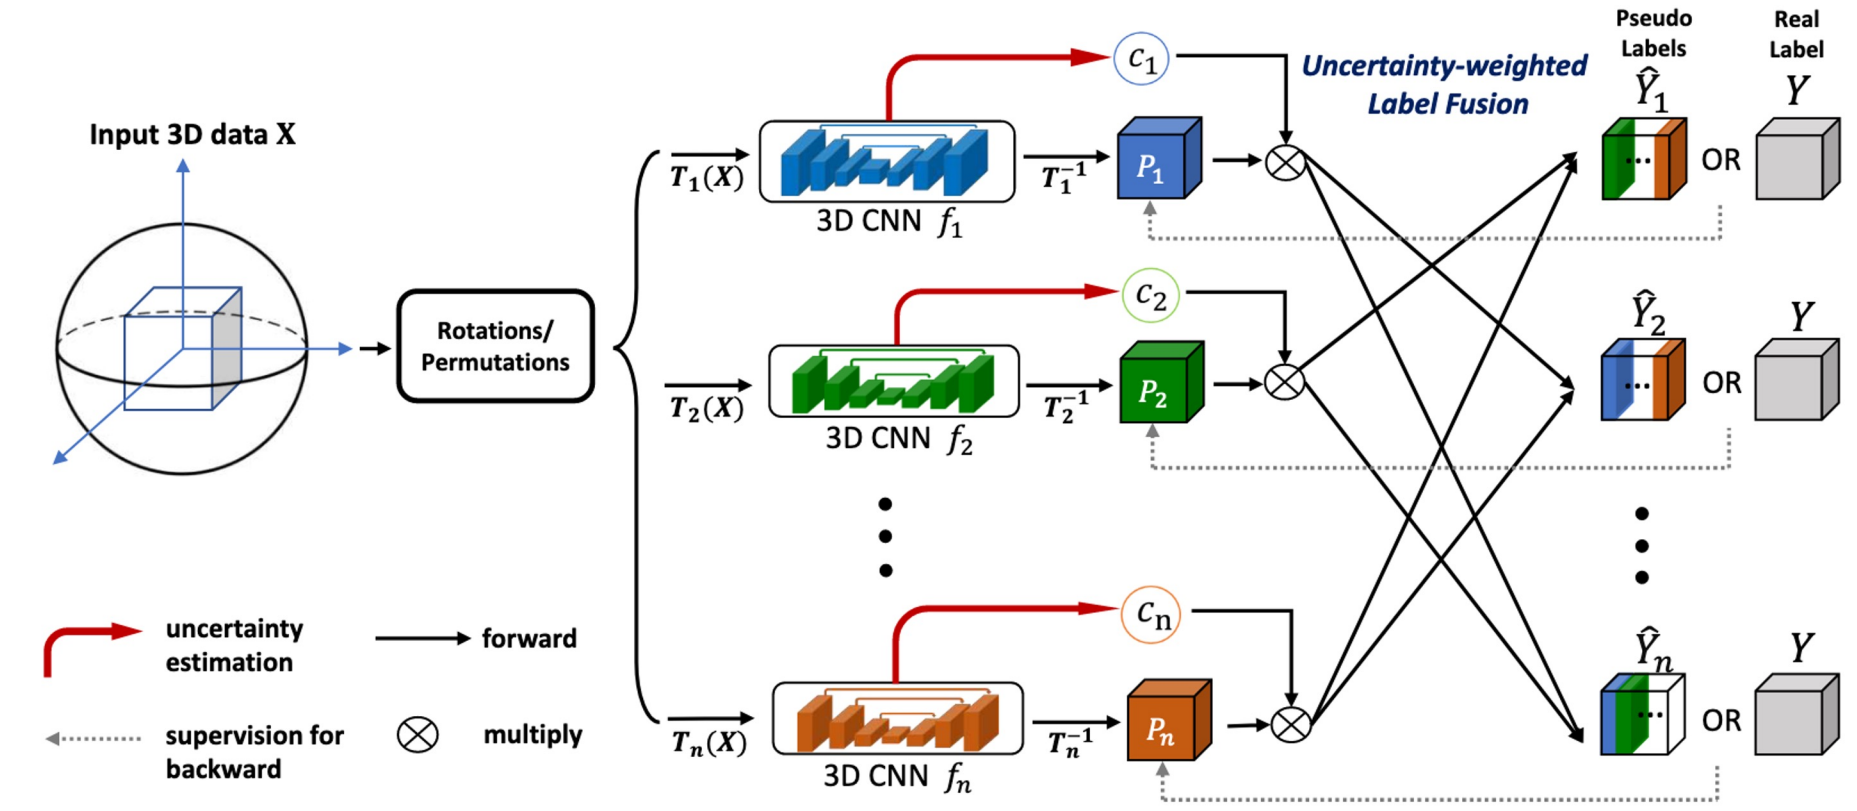 Input 3D data X
Rotations/
Permutations
T₁(X)
3D CNN f₁
T₁⁻¹
C₁
P₁
T₂(X)
3D CNN f₂
T₂⁻¹
C₂
P₂
Tₙ(X)
3D CNN fₙ
Tₙ⁻¹
Cₙ
Pₙ
Uncertainty-weighted
Label Fusion
Pseudo
Labels
Real
Label
Ŷ₁
Y
... OR
Ŷ₂
Y
... OR
Ŷₙ
Y
... OR
uncertainty
estimation
forward
supervision for
backward
multiply